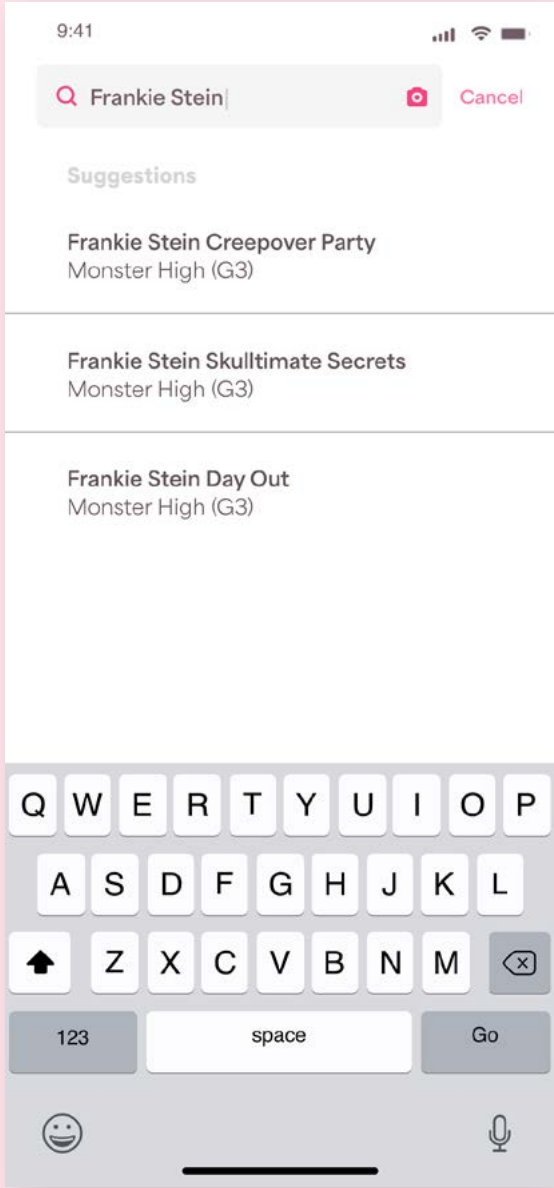 9:41
Frankie Stein
Cancel
Suggestions
Frankie Stein Creepover Party
Monster High (G3)
Frankie Stein Skulltimate Secrets
Monster High (G3)
Frankie Stein Day Out
Monster High (G3)
Q W E R T Y U I O P
A S D F G H J K L
Z X C V B N M
123 space Go